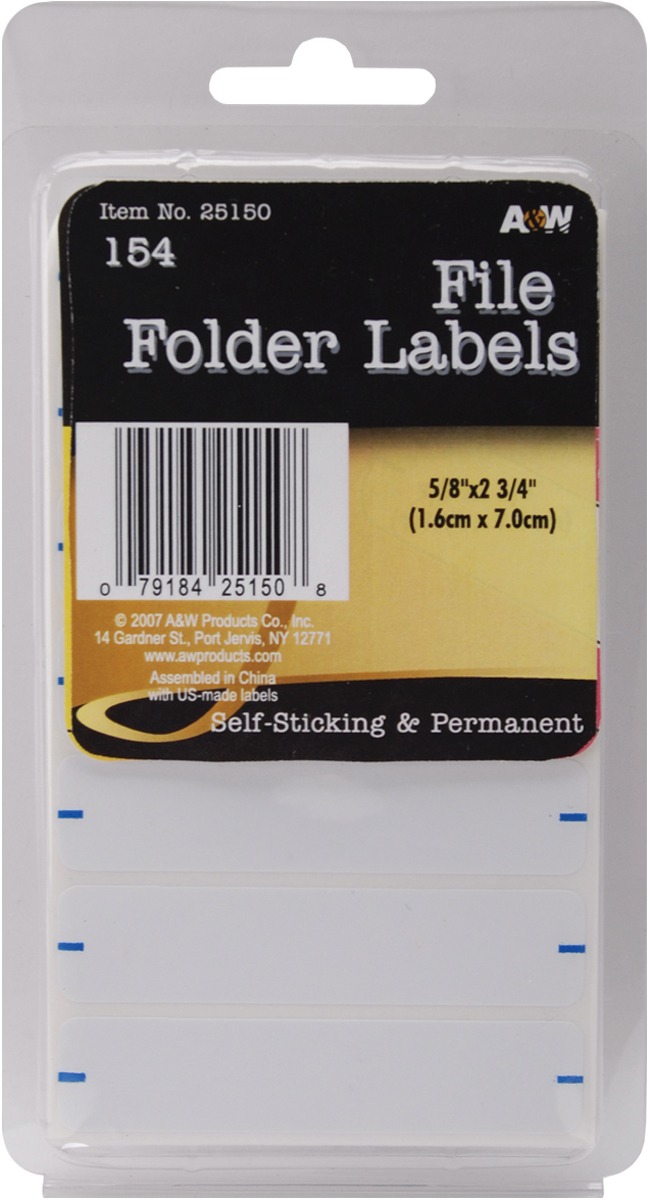 Item No. 25150
A&W
154
File
Folder Labels
5/8"x2 3/4"
(1.6cm x 7.0cm)
0 79184 25150 8
© 2007 A&W Products Co., Inc.
14 Gardner St., Port Jervis, NY 12771
www.awproducts.com
Assembled in China
with US-made labels
Self-Sticking & Permanent